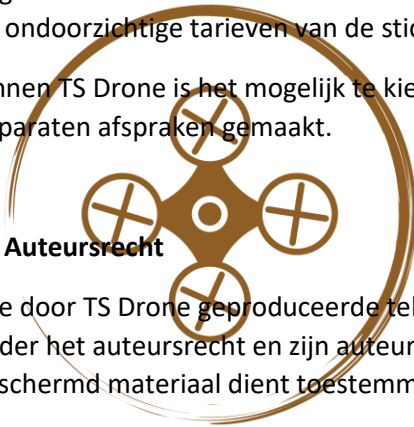 ondoorzichtige tarieven van de stic
nnen TS Drone is het mogelijk te kie
paraten afspraken gemaakt.
Auteursrecht
e door TS Drone geproduceerde te
der het auteursrecht en zijn auteur
schermd materiaal dient toestemm